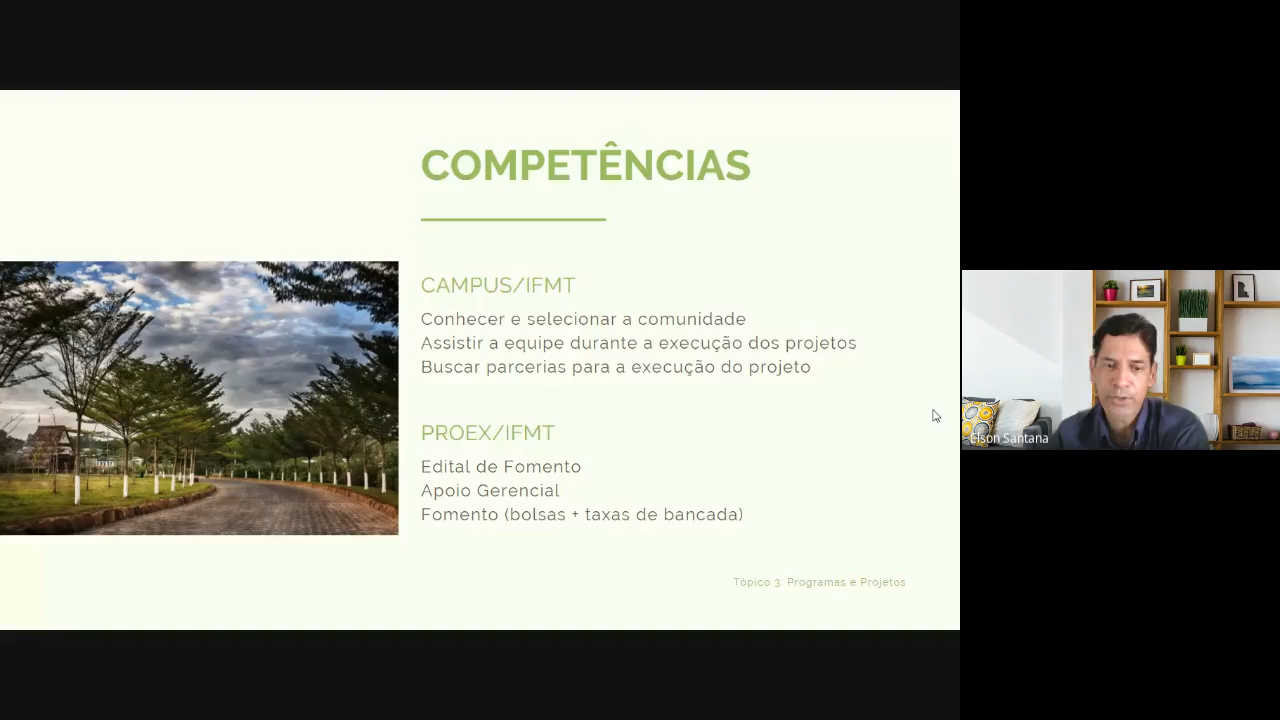 COMPETÊNCIAS
CAMPUS/IFMT
Conhecer e selecionar a comunidade
Assistir a equipe durante a execução dos projetos
Buscar parcerias para a execução do projeto
PROEX/IFMT
Edital de Fomento
Apoio Gerencial
Fomento (bolsas + taxas de bancada)
Tópico 3: Programas e Projetos
Elson Santana